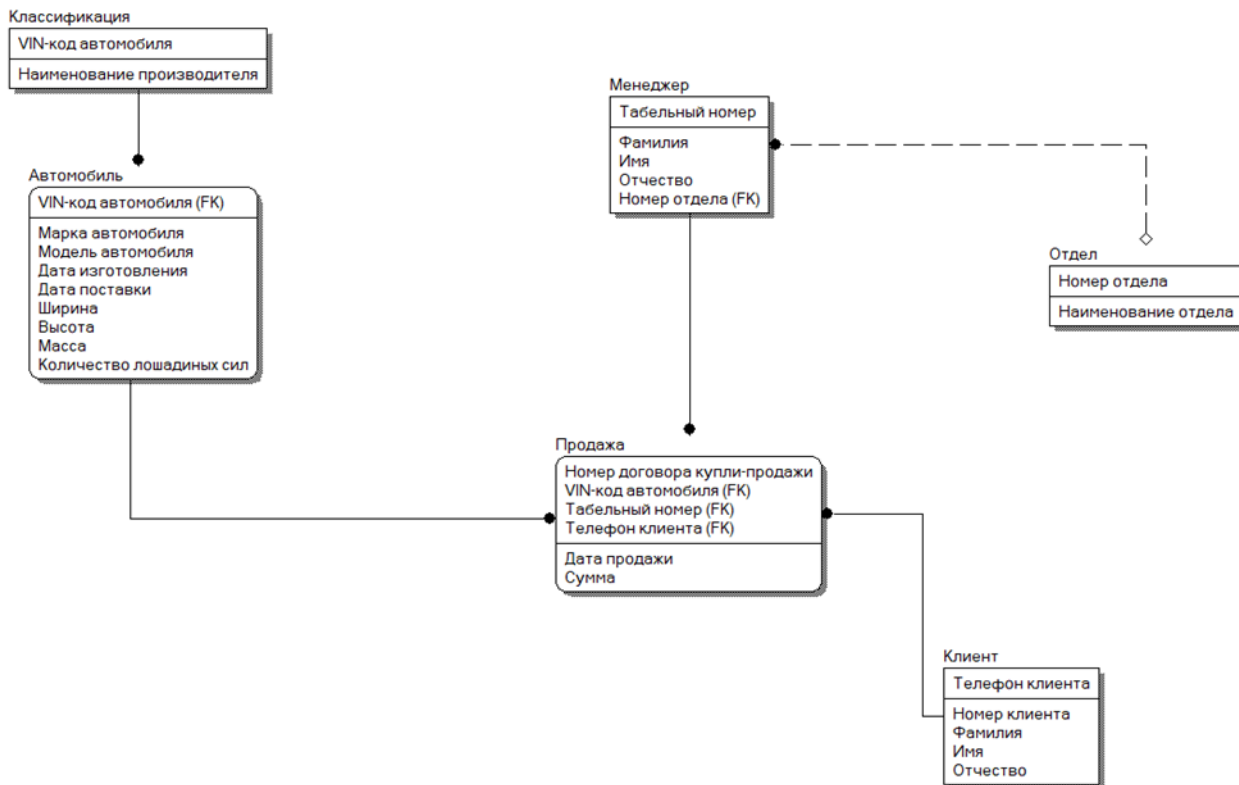 Классификация
VIN-код автомобиля
Наименование производителя
Автомобиль
VIN-код автомобиля (FK)
Марка автомобиля
Модель автомобиля
Дата изготовления
Дата поставки
Ширина
Высота
Масса
Количество лошадиных сил
Менеджер
Табельный номер
Фамилия
Имя
Отчество
Номер отдела (FK)
Отдел
Номер отдела
Наименование отдела
Продажа
Номер договора купли-продажи
VIN-код автомобиля (FK)
Табельный номер (FK)
Телефон клиента (FK)
Дата продажи
Сумма
Клиент
Телефон клиента
Номер клиента
Фамилия
Имя
Отчество